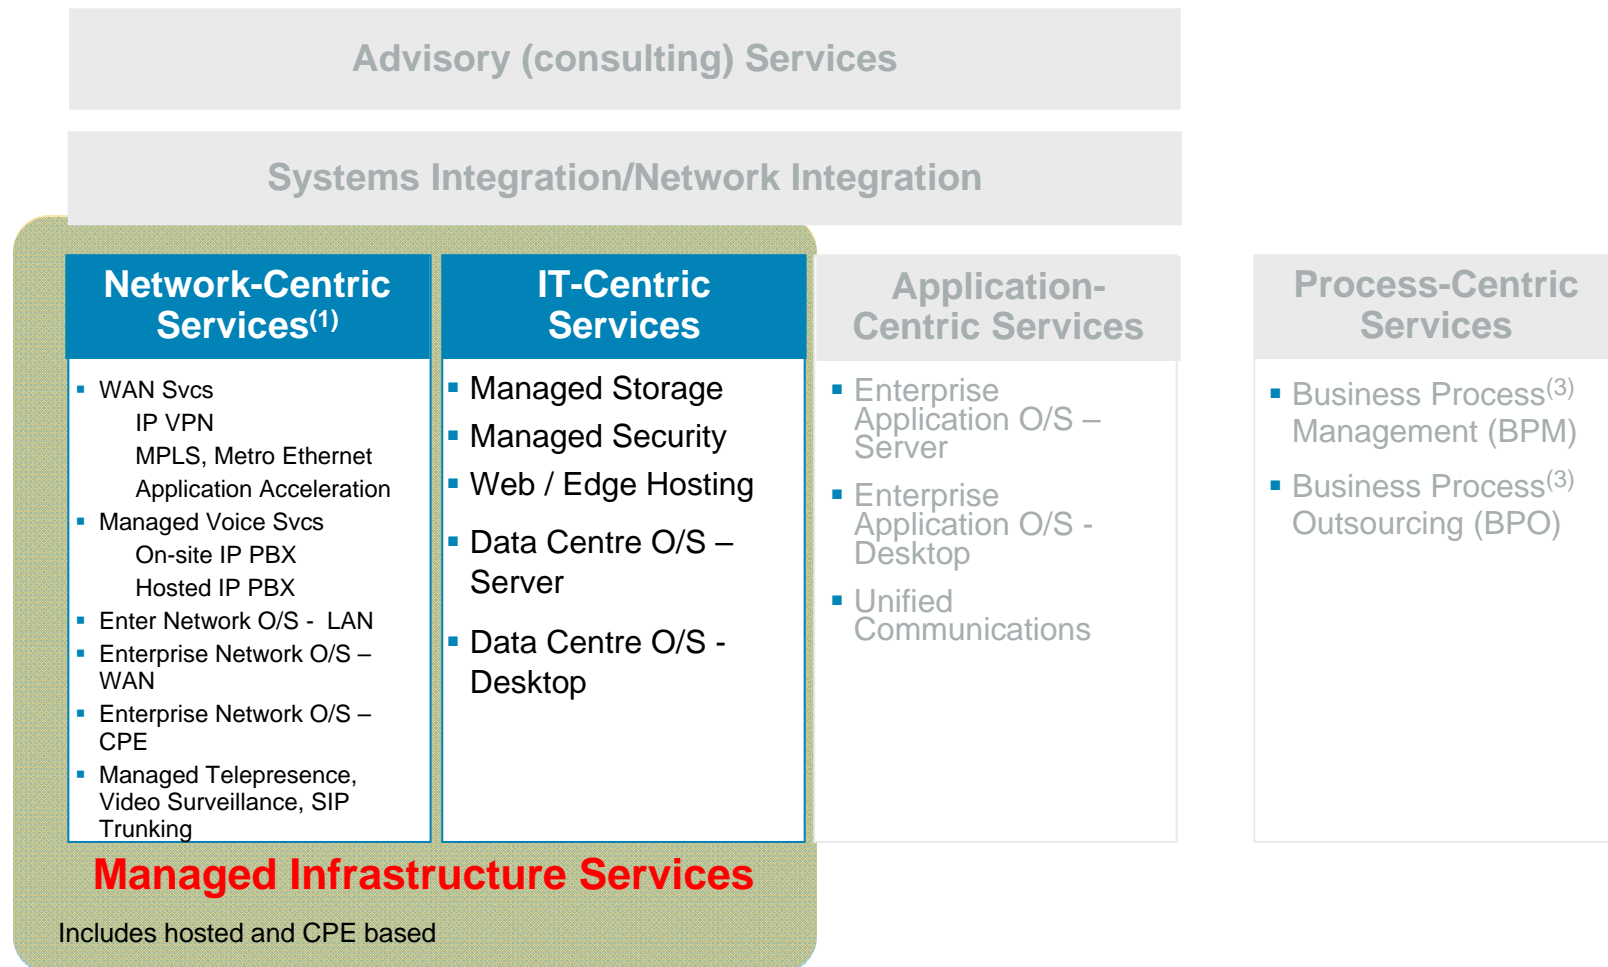 Advisory (consulting) Services
Systems Integration/Network Integration
Network-Centric
Services(1)
▪ WAN Svcs
IP VPN
MPLS, Metro Ethernet
Application Acceleration
▪ Managed Voice Svcs
On-site IP PBX
Hosted IP PBX
▪ Enter Network O/S - LAN
▪ Enterprise Network O/S –
WAN
▪ Enterprise Network O/S –
CPE
▪ Managed Telepresence,
Video Surveillance, SIP
Trunking
IT-Centric
Services
▪ Managed Storage
▪ Managed Security
▪ Web / Edge Hosting
▪ Data Centre O/S –
Server
▪ Data Centre O/S -
Desktop
Application-
Centric Services
▪ Enterprise
Application O/S –
Server
▪ Enterprise
Application O/S -
Desktop
▪ Unified
Communications
Process-Centric
Services
▪ Business Process(3)
Management (BPM)
▪ Business Process(3)
Outsourcing (BPO)
Managed Infrastructure Services
Includes hosted and CPE based